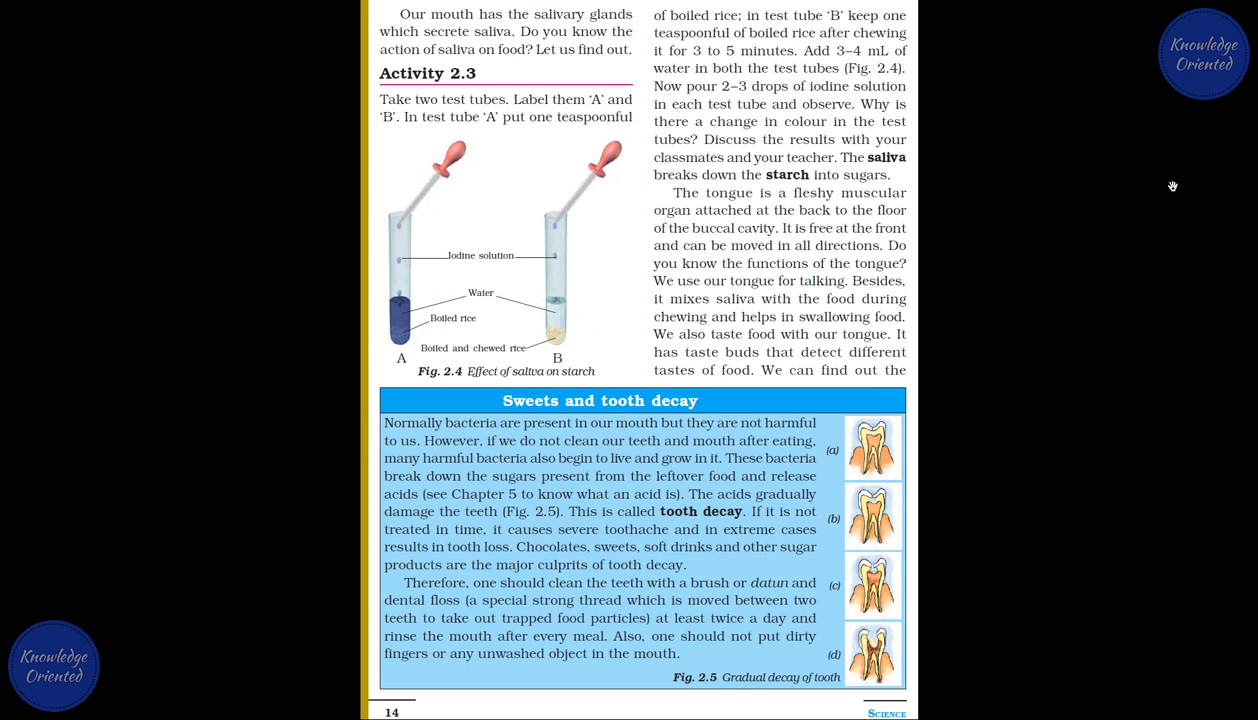 Knowledge
Oriented
Our mouth has the salivary glands
which secrete saliva. Do you know the
action of saliva on food? Let us find out.
Activity 2.3
Take two test tubes. Label them ‘A’ and
‘B’. In test tube ‘A’ put one teaspoonful
Iodine solution
Water
Boiled rice
Boiled and chewed rice
A
B
Fig. 2.4 Effect of saliva on starch
of boiled rice; in test tube ‘B’ keep one
teaspoonful of boiled rice after chewing
it for 3 to 5 minutes. Add 3–4 mL of
water in both the test tubes (Fig. 2.4).
Now pour 2–3 drops of iodine solution
in each test tube and observe. Why is
there a change in colour in the test
tubes? Discuss the results with your
classmates and your teacher. The saliva
breaks down the starch into sugars.
The tongue is a fleshy muscular
organ attached at the back to the floor
of the buccal cavity. It is free at the front
and can be moved in all directions. Do
you know the functions of the tongue?
We use our tongue for talking. Besides,
it mixes saliva with the food during
chewing and helps in swallowing food.
We also taste food with our tongue. It
has taste buds that detect different
tastes of food. We can find out the
Sweets and tooth decay
Normally bacteria are present in our mouth but they are not harmful
to us. However, if we do not clean our teeth and mouth after eating,
many harmful bacteria also begin to live and grow in it. These bacteria
break down the sugars present from the leftover food and release
acids (see Chapter 5 to know what an acid is). The acids gradually
damage the teeth (Fig. 2.5). This is called tooth decay. If it is not
treated in time, it causes severe toothache and in extreme cases
results in tooth loss. Chocolates, sweets, soft drinks and other sugar
products are the major culprits of tooth decay.
Therefore, one should clean the teeth with a brush or datun and
dental floss (a special strong thread which is moved between two
teeth to take out trapped food particles) at least twice a day and
rinse the mouth after every meal. Also, one should not put dirty
fingers or any unwashed object in the mouth.
(a)
(b)
(c)
(d)
Fig. 2.5 Gradual decay of tooth
14
SCIENCE
Knowledge
Oriented